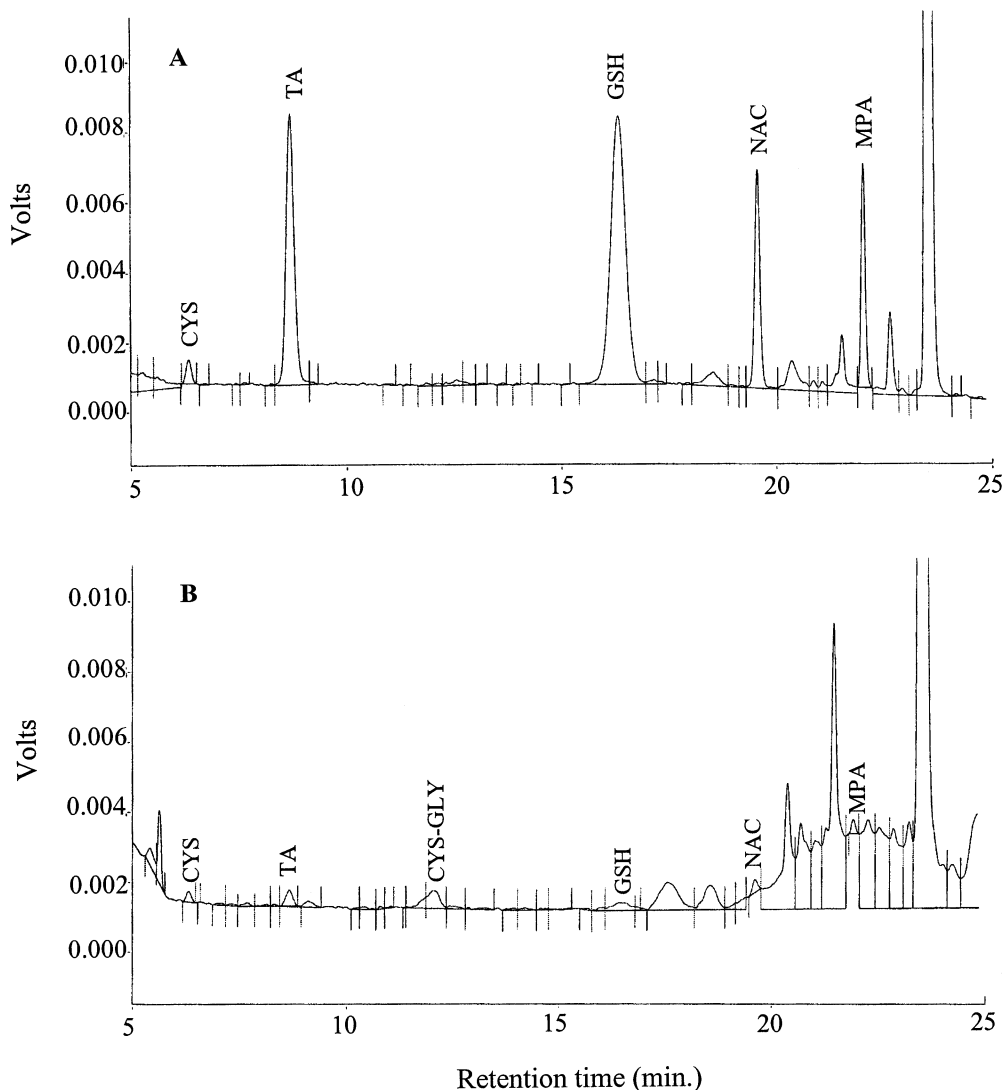 A
Volts
0.010
0.008
0.006
0.004
0.002
0.000
CYS
TA
GSH
NAC
MPA
5
10
15
20
25
B
Volts
0.010
0.008
0.006
0.004
0.002
0.000
CYS
TA
CYS-GLY
GSH
NAC
MPA
5
10
15
20
25
Retention time (min.)